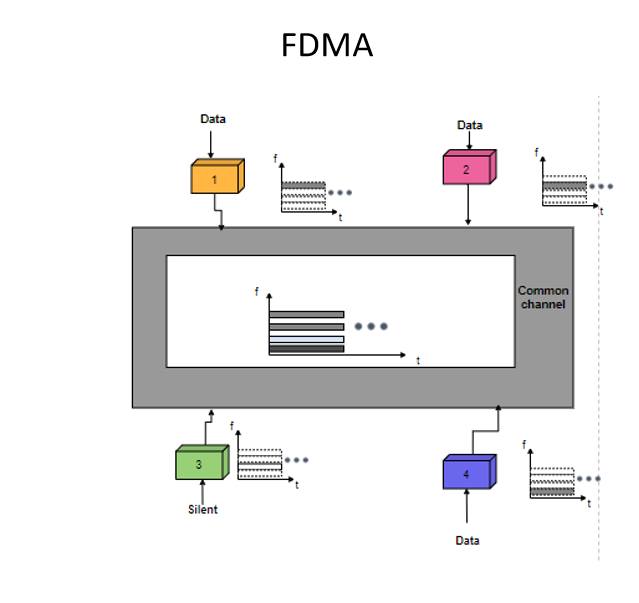 FDMA
Data
Data
1
f
t
2
f
t
Common
channel
f
t
3
f
t
Silent
4
f
t
Data